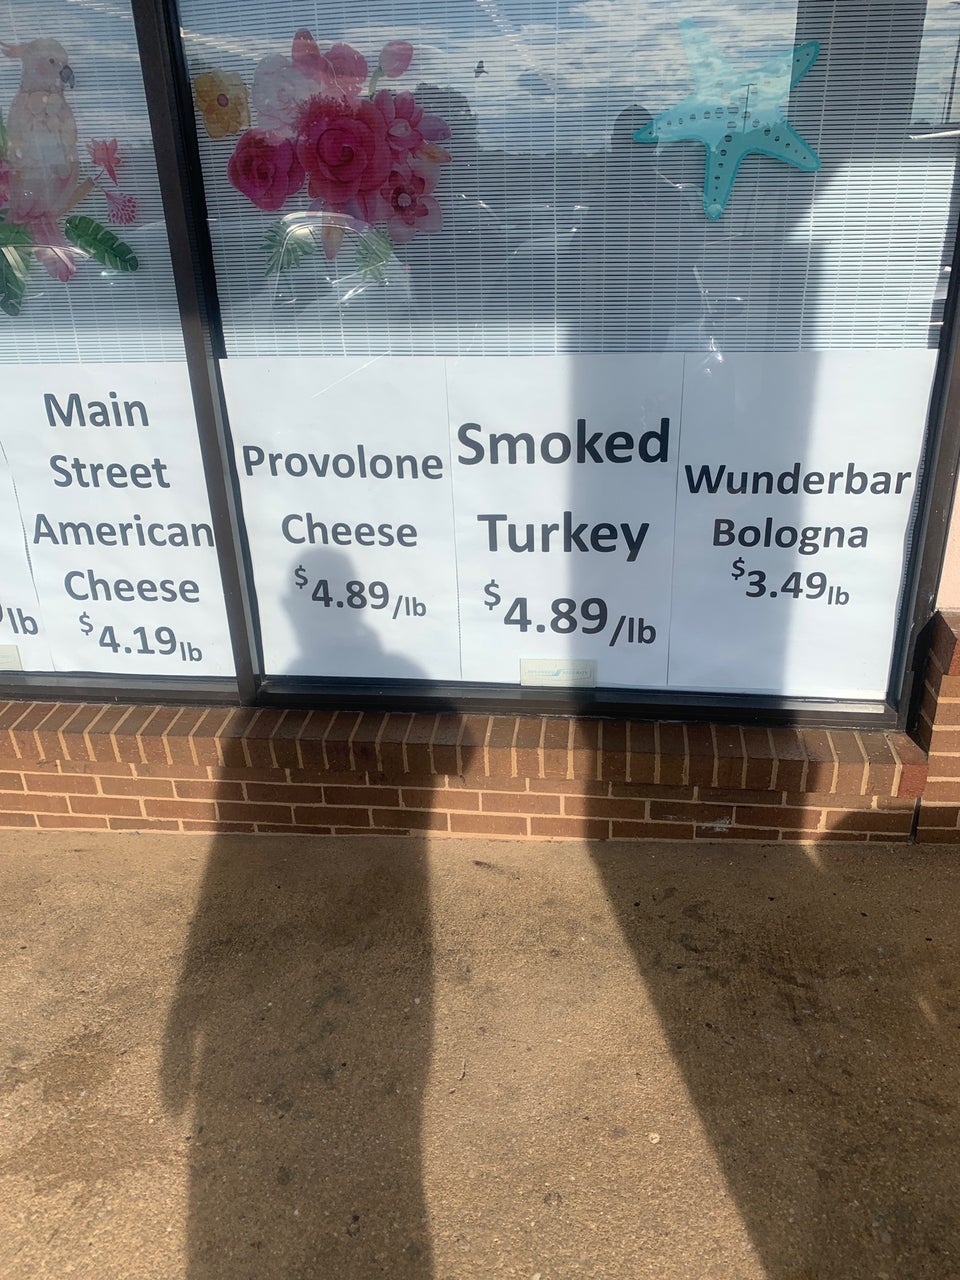 lb
Main
Street
American
Cheese
$4.19lb
Provolone
Cheese
$4.89/lb
Smoked
Turkey
$4.89/lb
Wunderbar
Bologna
$3.49lb